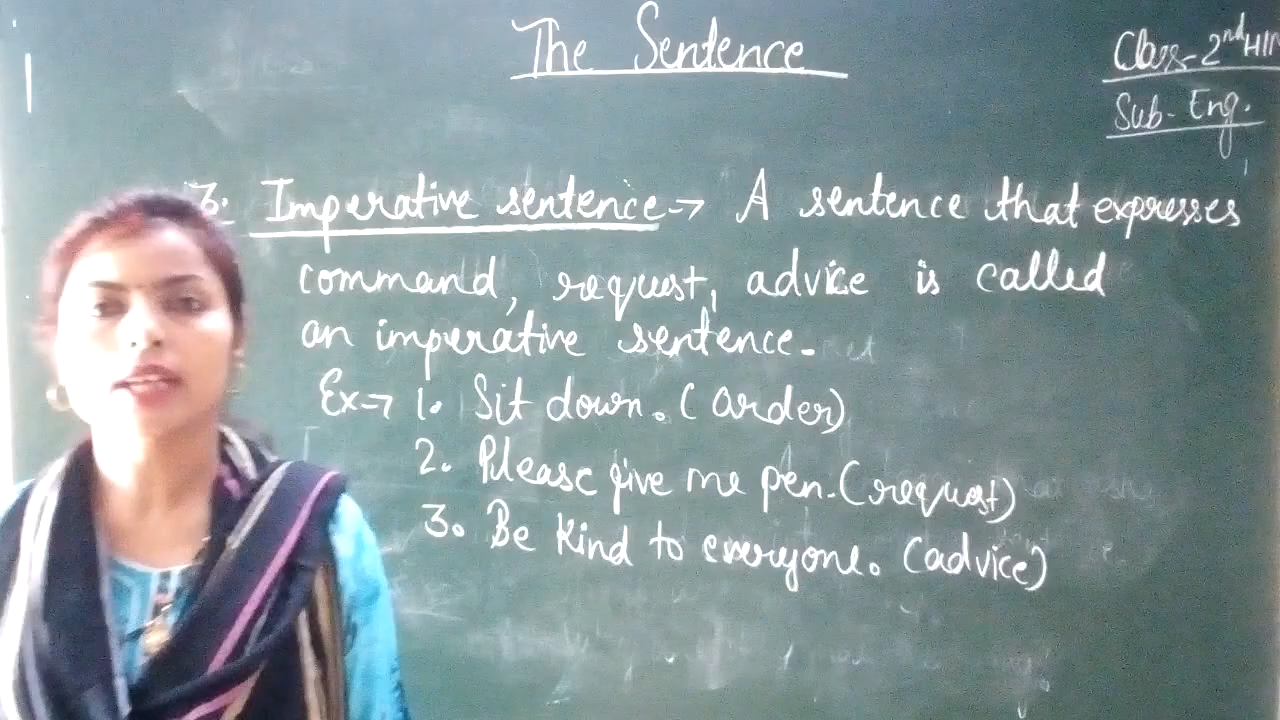 The Sentence
Class-2nd HIN
Sub- Eng.
3. Imperative sentence → A sentence that expresses
command, request, advice is called
an imperative sentence.
Ex→ 1. Sit down. (order)
2. Please give me pen. (request)
3. Be kind to everyone. (advice)